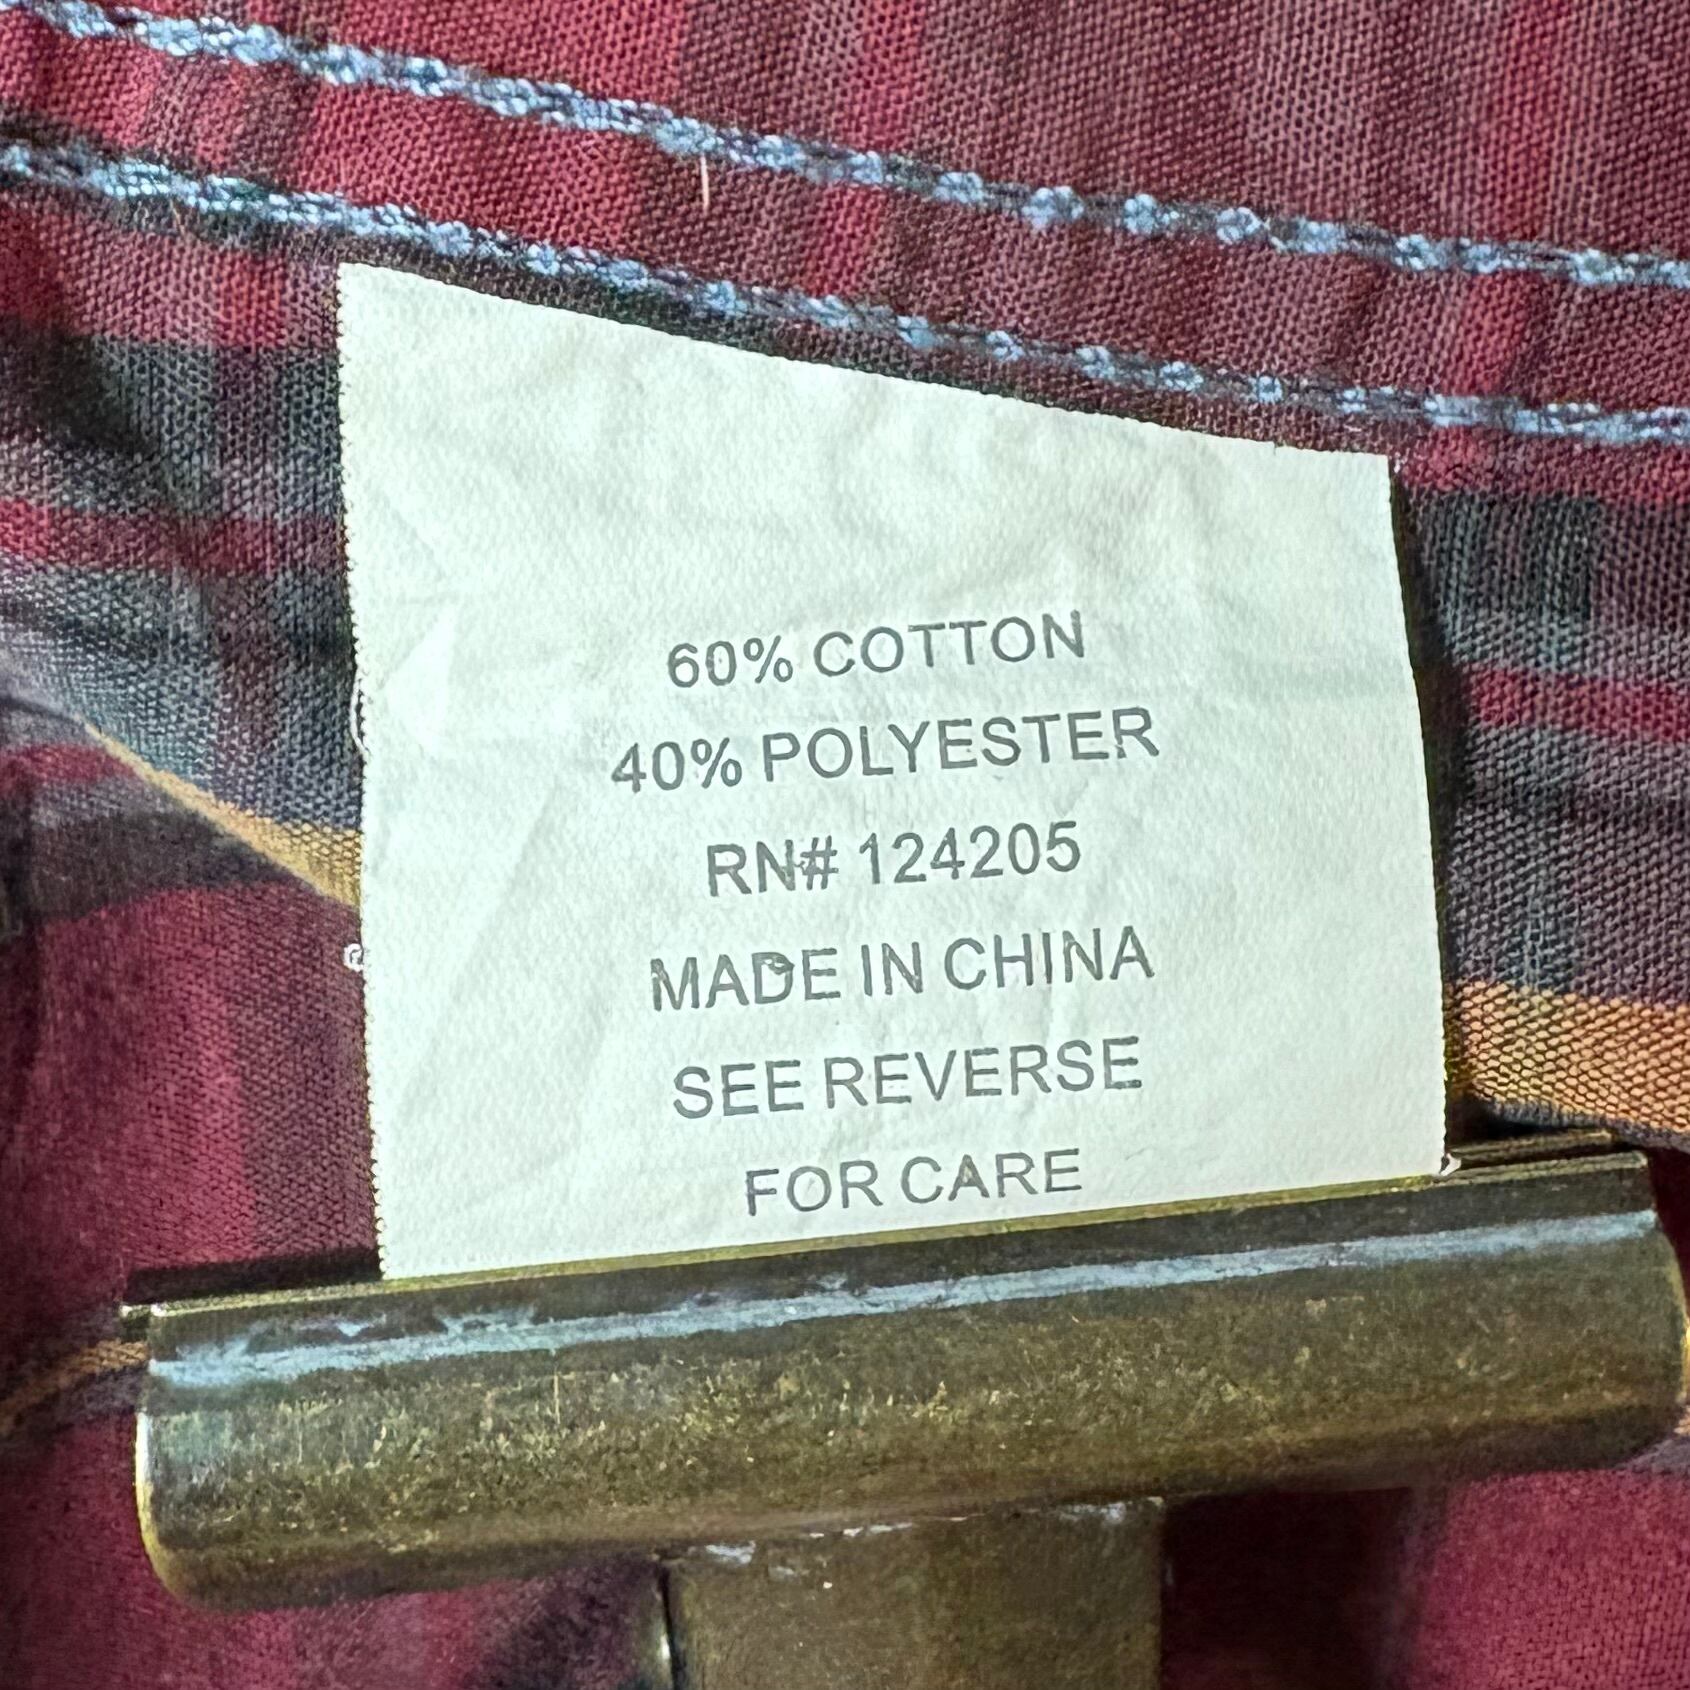 60% COTTON
40% POLYESTER
RN# 124205
MADE IN CHINA
SEE REVERSE
FOR CARE